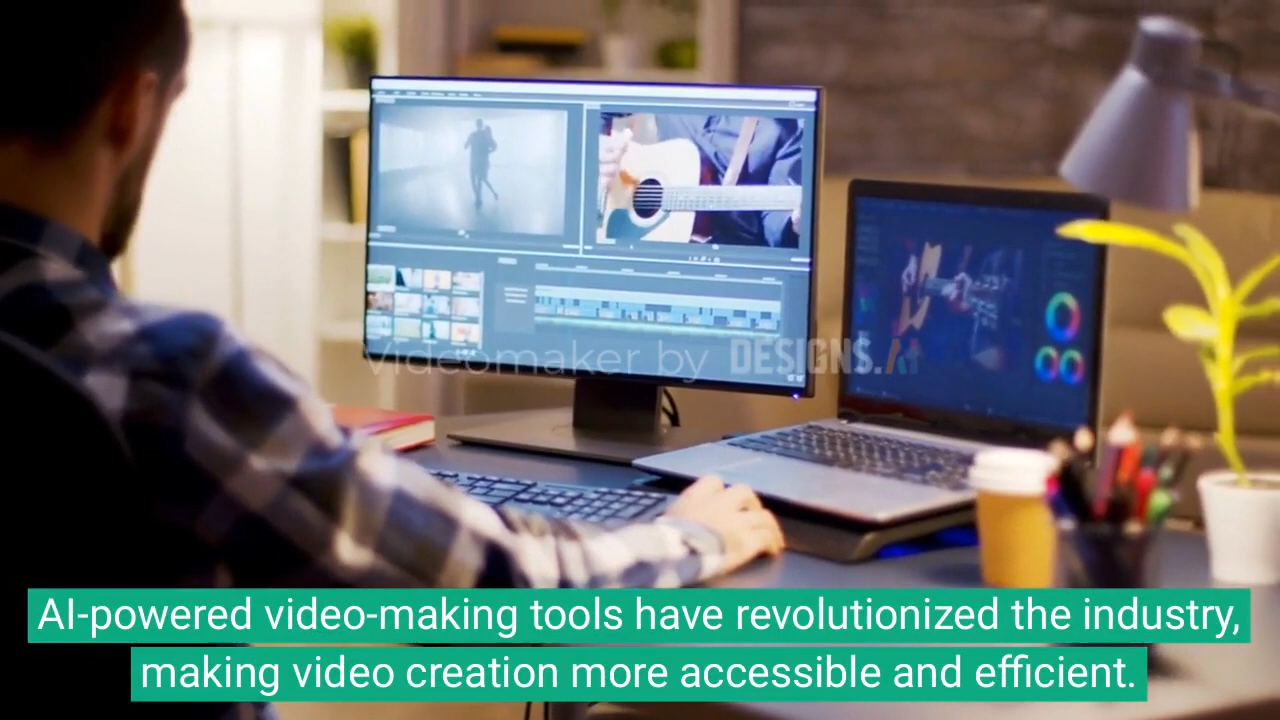 Videomaker by DESIGNS.AI
AI-powered video-making tools have revolutionized the industry,
making video creation more accessible and efficient.